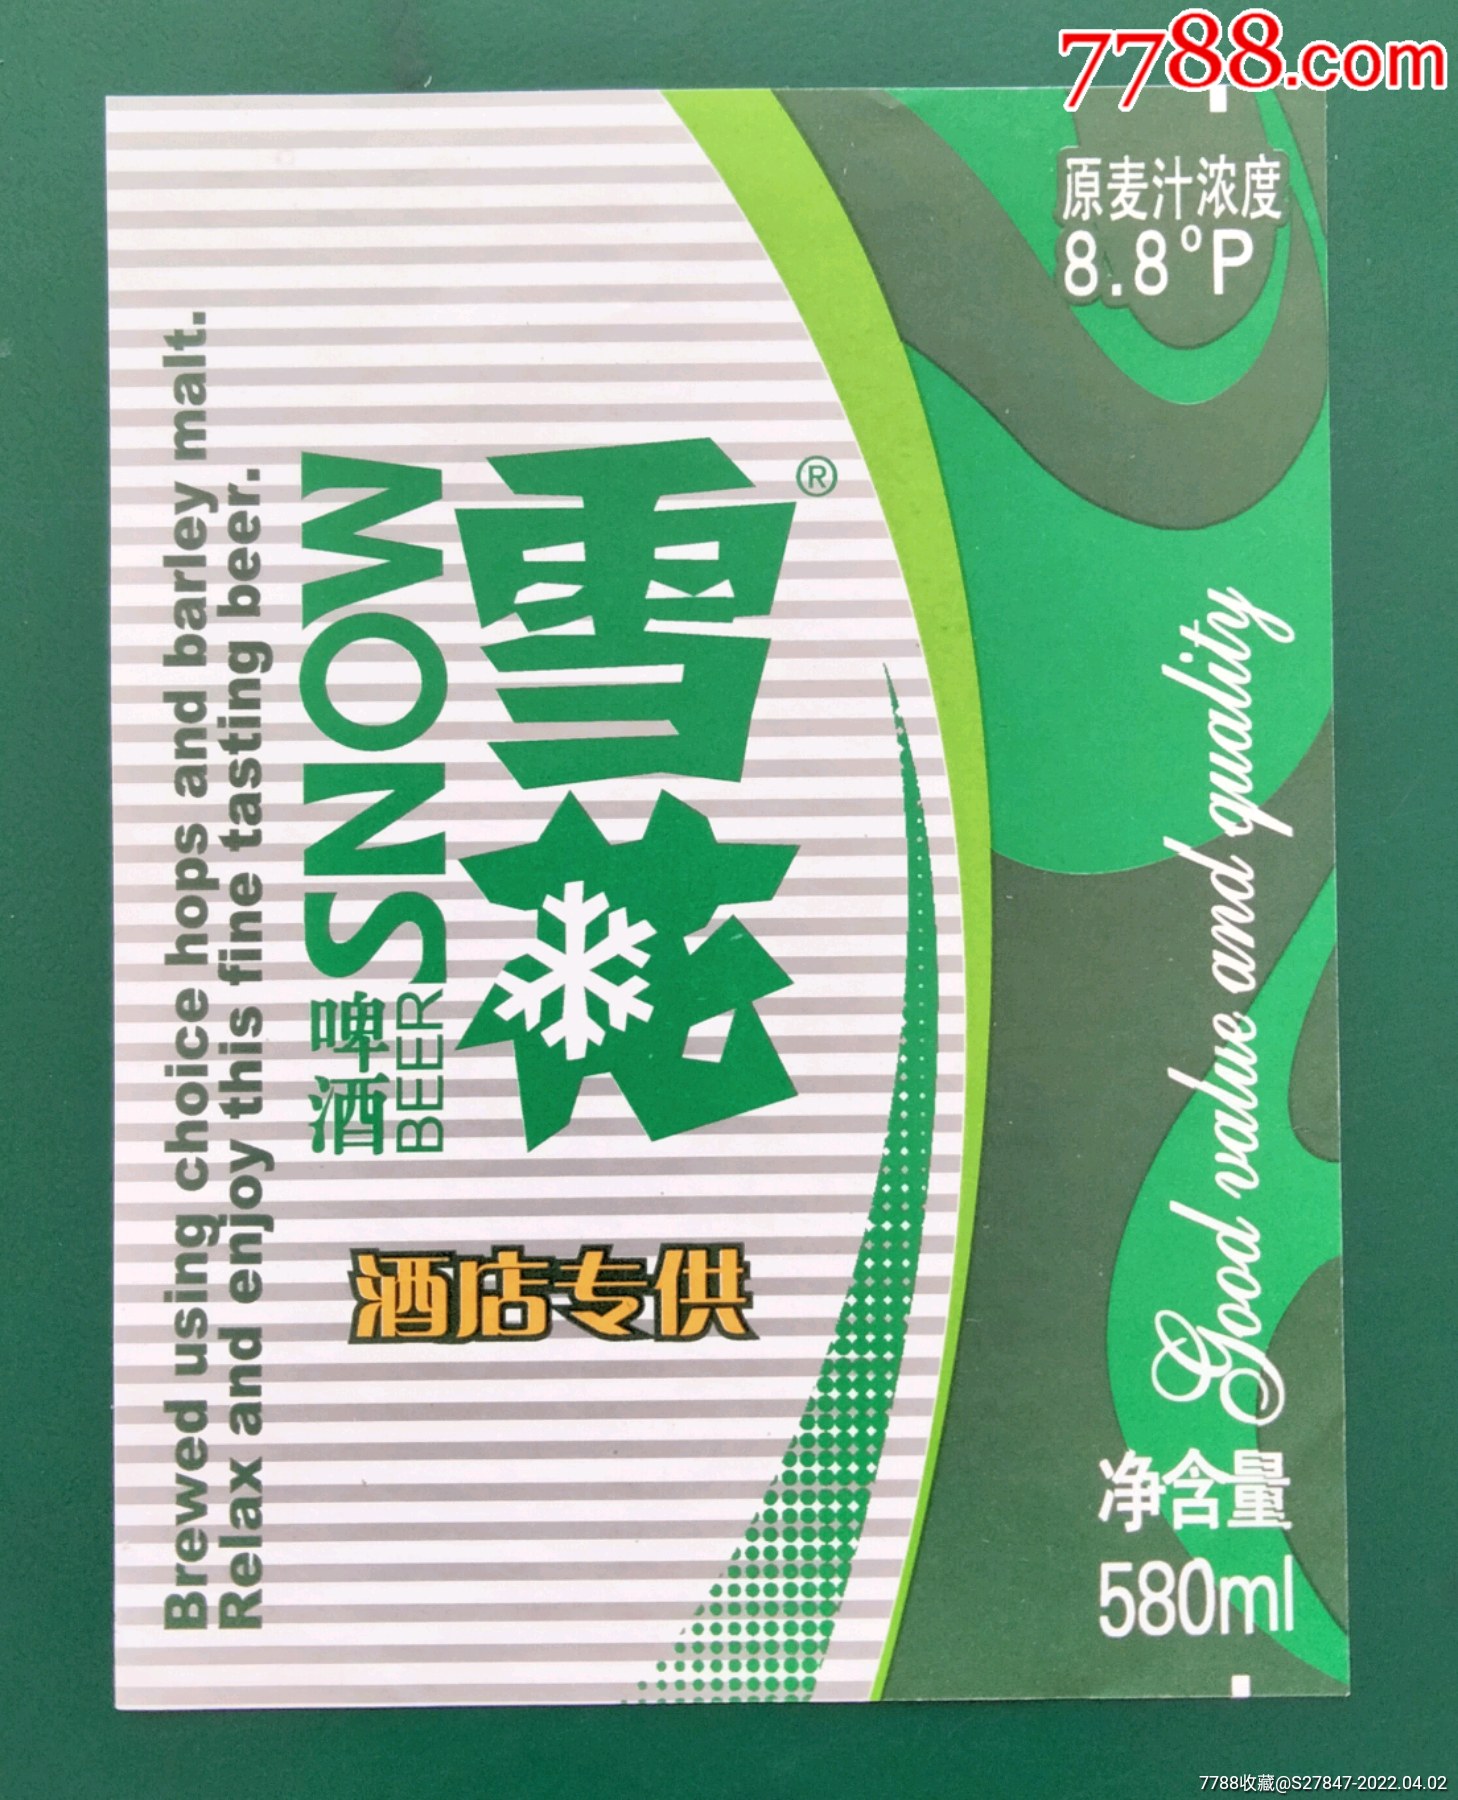 7788.com
原麦汁浓度
8.8°P
Brewed using choice hops and barley malt.
Relax and enjoy this fine tasting beer.
SNOW
啤酒
BEER
雪花®
酒店专供
Good value and quality
净含量
580ml
7788收藏@S27847-2022.04.02